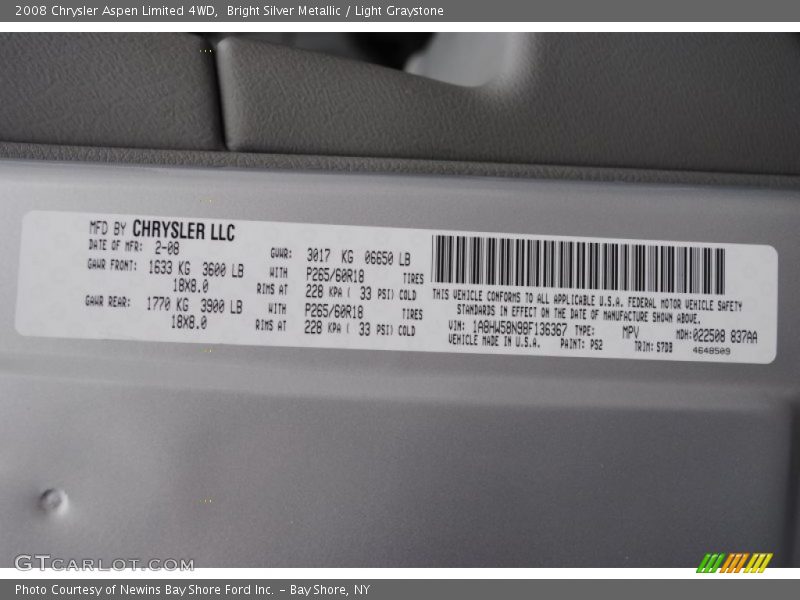 2008 Chrysler Aspen Limited 4WD, Bright Silver Metallic / Light Graystone
MFD BY CHRYSLER LLC
DATE OF MFR: 2-08 GVWR: 3017 KG 06650 LB
GAWR FRONT: 1633 KG 3600 LB WITH P265/60R18 TIRES
18X8.0 RIMS AT 228 KPA ( 33 PSI) COLD
GAWR REAR: 1770 KG 3900 LB WITH P265/60R18 TIRES
18X8.0 RIMS AT 228 KPA ( 33 PSI) COLD
THIS VEHICLE CONFORMS TO ALL APPLICABLE U.S.A. FEDERAL MOTOR VEHICLE SAFETY
STANDARDS IN EFFECT ON THE DATE OF MANUFACTURE SHOWN ABOVE.
VIN: 1A8HW58N98F136367 TYPE: MPV MDH: 022508 837AA
VEHICLE MADE IN U.S.A. PAINT: PS2 TRIM: S7D8 4648509
GTCARLOT.COM
Photo Courtesy of Newins Bay Shore Ford Inc. - Bay Shore, NY